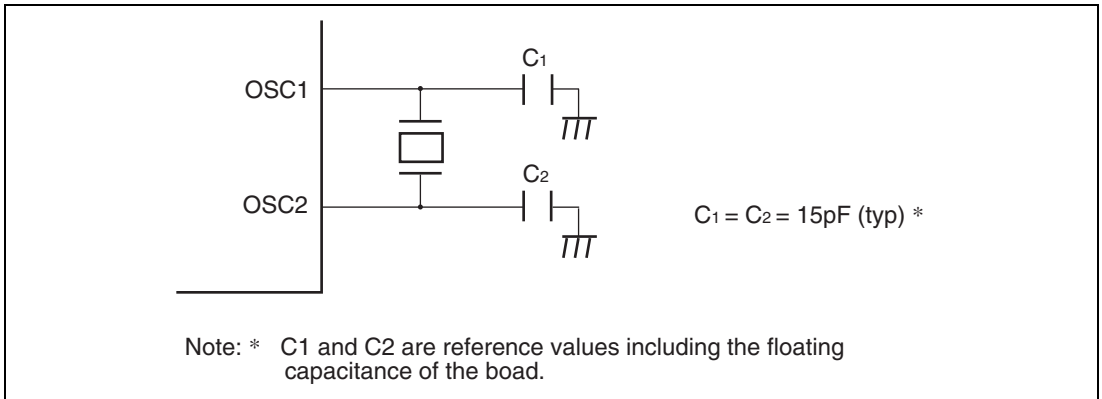 C1
OSC1
C2
OSC2
C1 = C2 = 15pF (typ) *
Note: * C1 and C2 are reference values including the floating
capacitance of the boad.